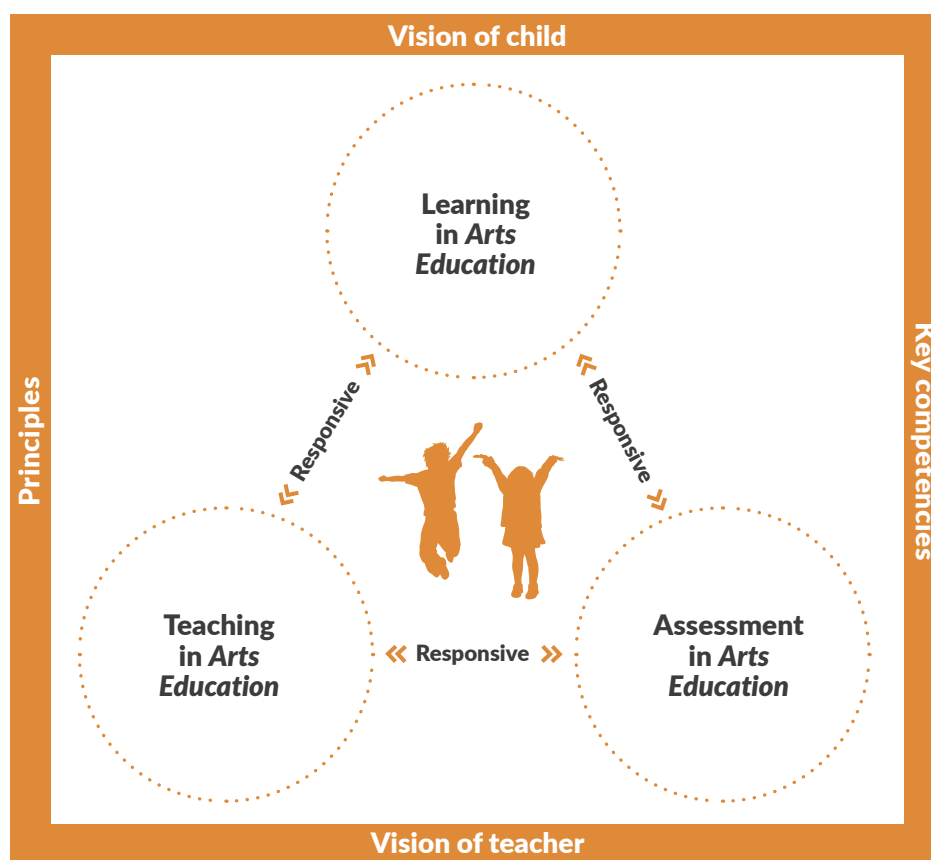 Vision of child
Learning
in Arts
Education
Principles
Key competencies
Responsive
Responsive
Teaching
in Arts
Education
Responsive
Assessment
in Arts
Education
Vision of teacher